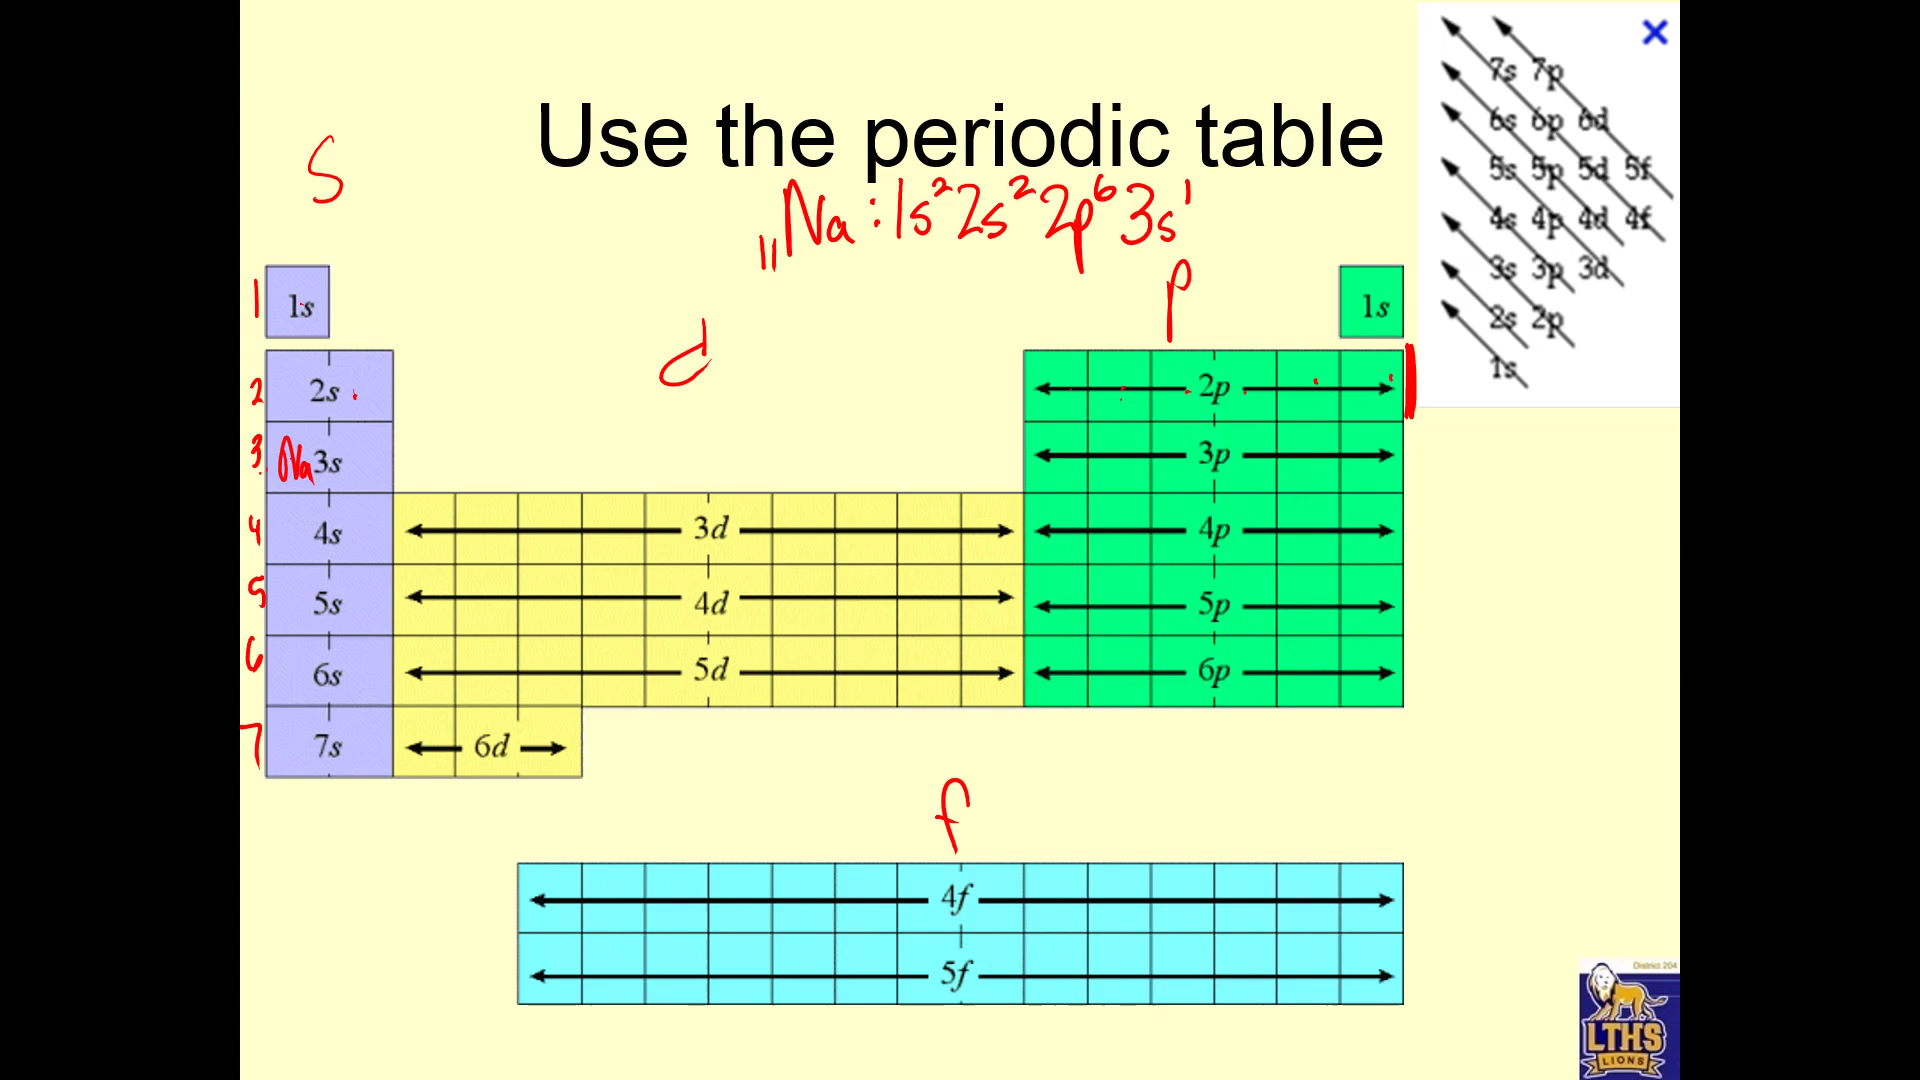 Use the periodic table
S
₁₁Na : 1s²2s²2p⁶3s¹
d
p
1 1s 1s
2 2s 2p
3 Na 3s 3p
4 4s 3d 4p
5 5s 4d 5p
6 6s 5d 6p
7 7s 6d
f
4f
5f
7s 7p
6s 6p 6d
5s 5p 5d 5f
4s 4p 4d 4f
3s 3p 3d
2s 2p
1s
District 204
LTHS
LIONS